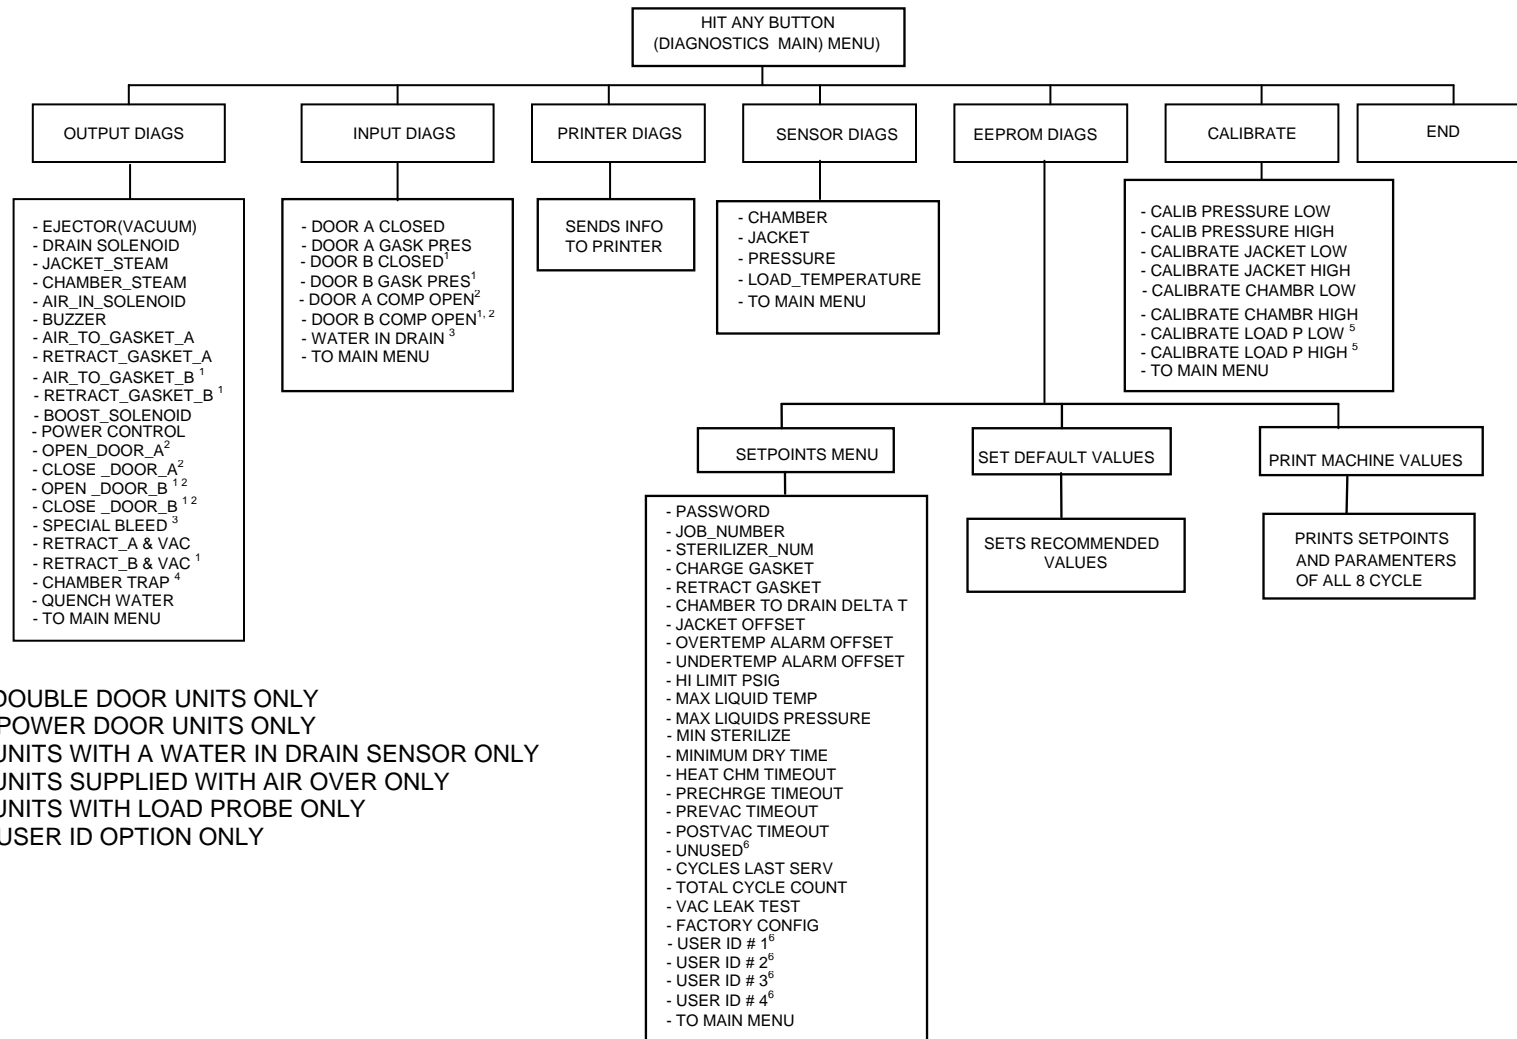 HIT ANY BUTTON
(DIAGNOSTICS MAIN) MENU)
OUTPUT DIAGS
INPUT DIAGS
PRINTER DIAGS
SENSOR DIAGS
EEPROM DIAGS
CALIBRATE
END
- EJECTOR(VACUUM)
- DRAIN SOLENOID
- JACKET_STEAM
- CHAMBER_STEAM
- AIR_IN_SOLENOID
- BUZZER
- AIR_TO_GASKET_A
- RETRACT_GASKET_A
- AIR_TO_GASKET_B 1
- RETRACT_GASKET_B 1
- BOOST_SOLENOID
- POWER CONTROL
- OPEN_DOOR_A2
- CLOSE _DOOR_A2
- OPEN _DOOR_B 1 2
- CLOSE _DOOR_B 1 2
- SPECIAL BLEED 3
- RETRACT_A & VAC
- RETRACT_B & VAC 1
- CHAMBER TRAP 4
- QUENCH WATER
- TO MAIN MENU
- DOOR A CLOSED
- DOOR A GASK PRES
- DOOR B CLOSED1
- DOOR B GASK PRES1
- DOOR A COMP OPEN2
- DOOR B COMP OPEN1, 2
- WATER IN DRAIN 3
- TO MAIN MENU
SENDS INFO
TO PRINTER
- CHAMBER
- JACKET
- PRESSURE
- LOAD_TEMPERATURE
- TO MAIN MENU
- CALIB PRESSURE LOW
- CALIB PRESSURE HIGH
- CALIBRATE JACKET LOW
- CALIBRATE JACKET HIGH
- CALIBRATE CHAMBR LOW
- CALIBRATE CHAMBR HIGH
- CALIBRATE LOAD P LOW 5
- CALIBRATE LOAD P HIGH 5
- TO MAIN MENU
SETPOINTS MENU
SET DEFAULT VALUES
PRINT MACHINE VALUES
- PASSWORD
- JOB_NUMBER
- STERILIZER_NUM
- CHARGE GASKET
- RETRACT GASKET
- CHAMBER TO DRAIN DELTA T
- JACKET OFFSET
- OVERTEMP ALARM OFFSET
- UNDERTEMP ALARM OFFSET
- HI LIMIT PSIG
- MAX LIQUID TEMP
- MAX LIQUIDS PRESSURE
- MIN STERILIZE
- MINIMUM DRY TIME
- HEAT CHM TIMEOUT
- PRECHRGE TIMEOUT
- PREVAC TIMEOUT
- POSTVAC TIMEOUT
- UNUSED6
- CYCLES LAST SERV
- TOTAL CYCLE COUNT
- VAC LEAK TEST
- FACTORY CONFIG
- USER ID # 16
- USER ID # 26
- USER ID # 36
- USER ID # 46
- TO MAIN MENU
SETS RECOMMENDED
VALUES
PRINTS SETPOINTS
AND PARAMENTERS
OF ALL 8 CYCLE
DOUBLE DOOR UNITS ONLY
POWER DOOR UNITS ONLY
UNITS WITH A WATER IN DRAIN SENSOR ONLY
UNITS SUPPLIED WITH AIR OVER ONLY
UNITS WITH LOAD PROBE ONLY
USER ID OPTION ONLY